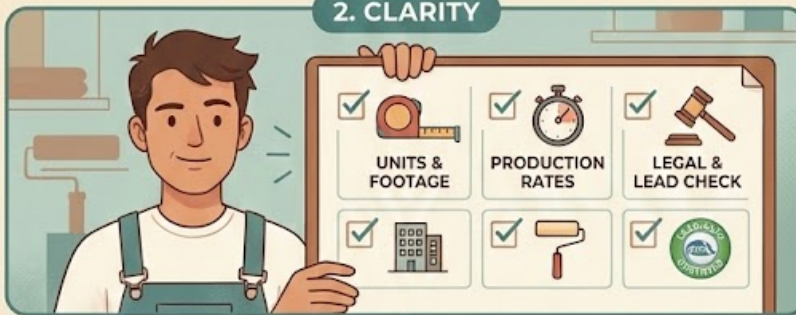 2. CLARITY
UNITS &
FOOTAGE
PRODUCTION
RATES
LEGAL &
LEAD CHECK